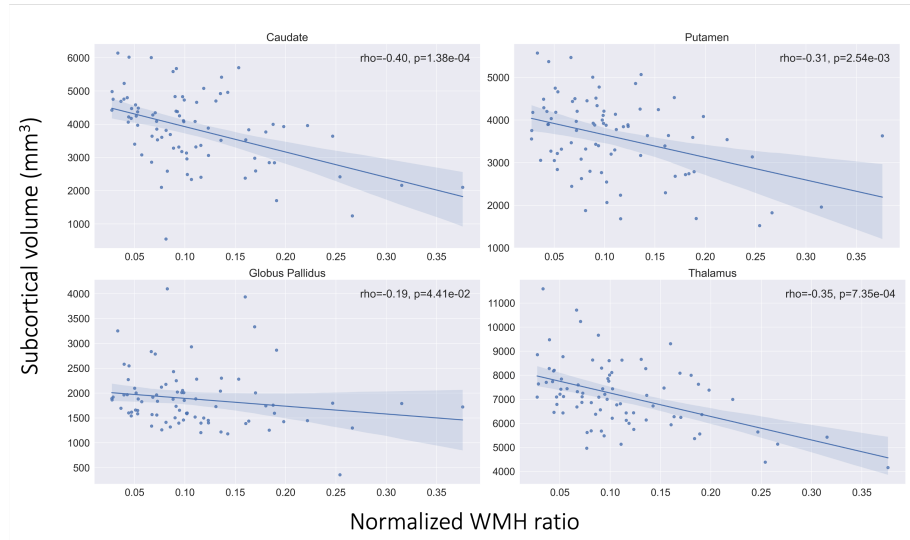 Caudate
Putamen
rho=-0.40, p=1.38e-04
rho=-0.31, p=2.54e-03
6000
5000
4000
3000
2000
1000
5000
4000
3000
2000
1000
0.05 0.10 0.15 0.20 0.25 0.30 0.35
0.05 0.10 0.15 0.20 0.25 0.30 0.35
Subcortical volume (mm³)
Globus Pallidus
Thalamus
rho=-0.19, p=4.41e-02
rho=-0.35, p=7.35e-04
4000
3500
3000
2500
2000
1500
1000
500
11000
10000
9000
8000
7000
6000
5000
4000
0.05 0.10 0.15 0.20 0.25 0.30 0.35
0.05 0.10 0.15 0.20 0.25 0.30 0.35
Normalized WMH ratio